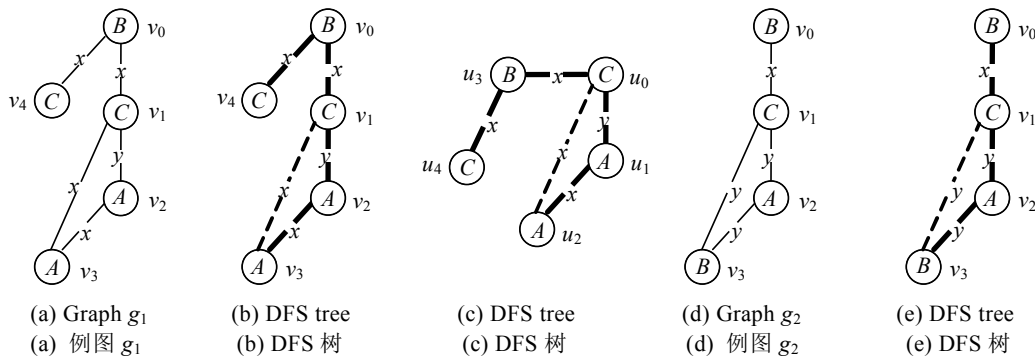 B v0 B v0 B v0 B v0
x x x x u3 B x C u0 x x
v4 C C v1 v4 C C v1 C v1 C v1
x y x y x x y y y y y
u4 C A u1
A v2 A v2 x A v2 A v2
x x A u2 y y
A v3 A v3 B v3 B v3
(a) Graph g1 (b) DFS tree (c) DFS tree (d) Graph g2 (e) DFS tree
(a) 例图 g1 (b) DFS 树 (c) DFS 树 (d) 例图 g2 (e) DFS 树